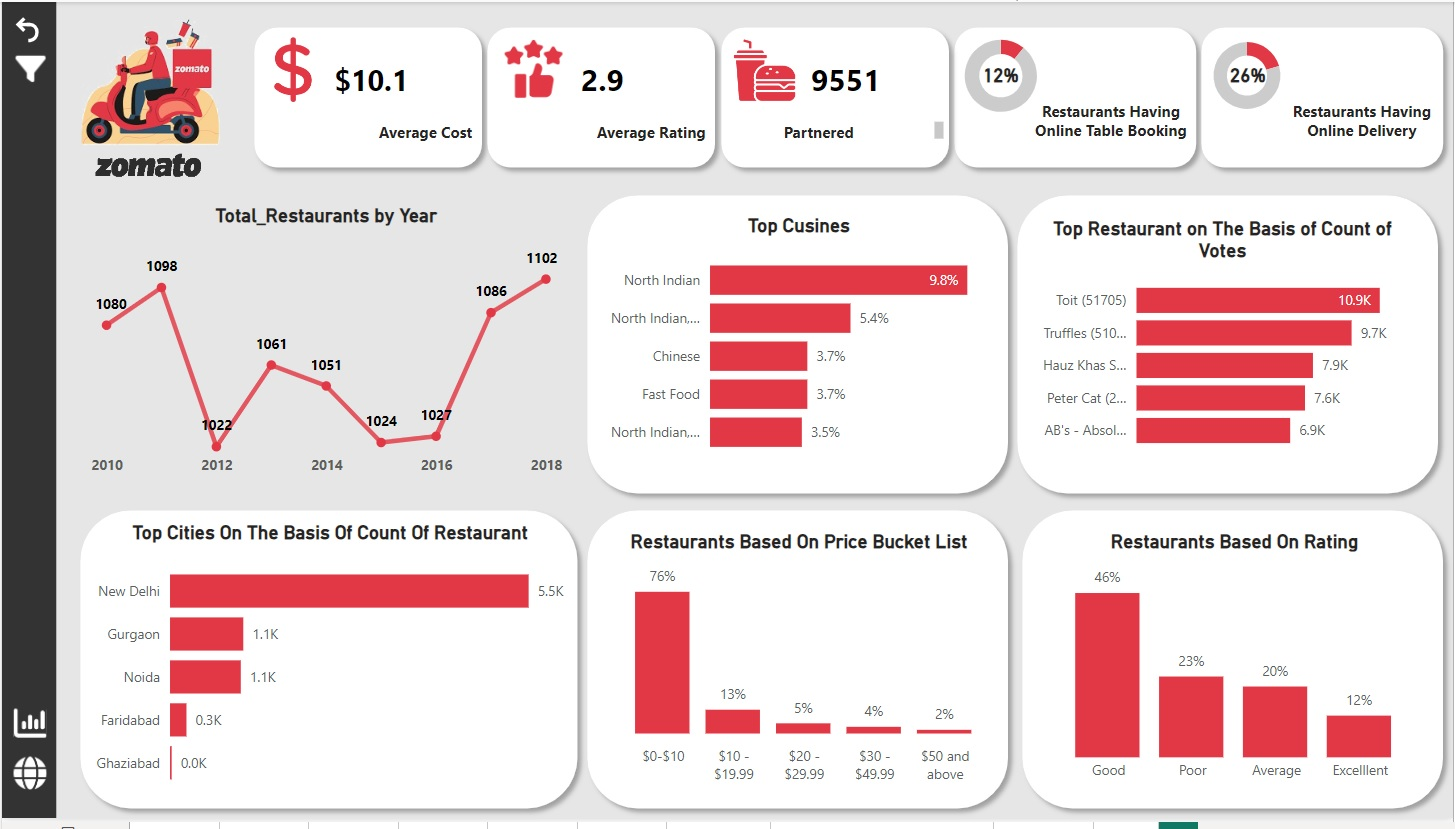 zomato
zomato
$10.1
Average Cost
2.9
Average Rating
9551
Partnered
12%
Restaurants Having
Online Table Booking
26%
Restaurants Having
Online Delivery
Total_Restaurants by Year
1080
1098
1022
1061
1051
1024
1027
1086
1102
2010
2012
2014
2016
2018
Top Cusines
North Indian
9.8%
North Indian,...
5.4%
Chinese
3.7%
Fast Food
3.7%
North Indian,...
3.5%
Top Restaurant on The Basis of Count of
Votes
Toit (51705)
10.9K
Truffles (510...
9.7K
Hauz Khas S...
7.9K
Peter Cat (2...
7.6K
AB's - Absol...
6.9K
Top Cities On The Basis Of Count Of Restaurant
New Delhi
5.5K
Gurgaon
1.1K
Noida
1.1K
Faridabad
0.3K
Ghaziabad
0.0K
Restaurants Based On Price Bucket List
76%
13%
5%
4%
2%
$0-$10
$10 -
$19.99
$20 -
$29.99
$30 -
$49.99
$50 and
above
Restaurants Based On Rating
46%
23%
20%
12%
Good
Poor
Average
Excelllent